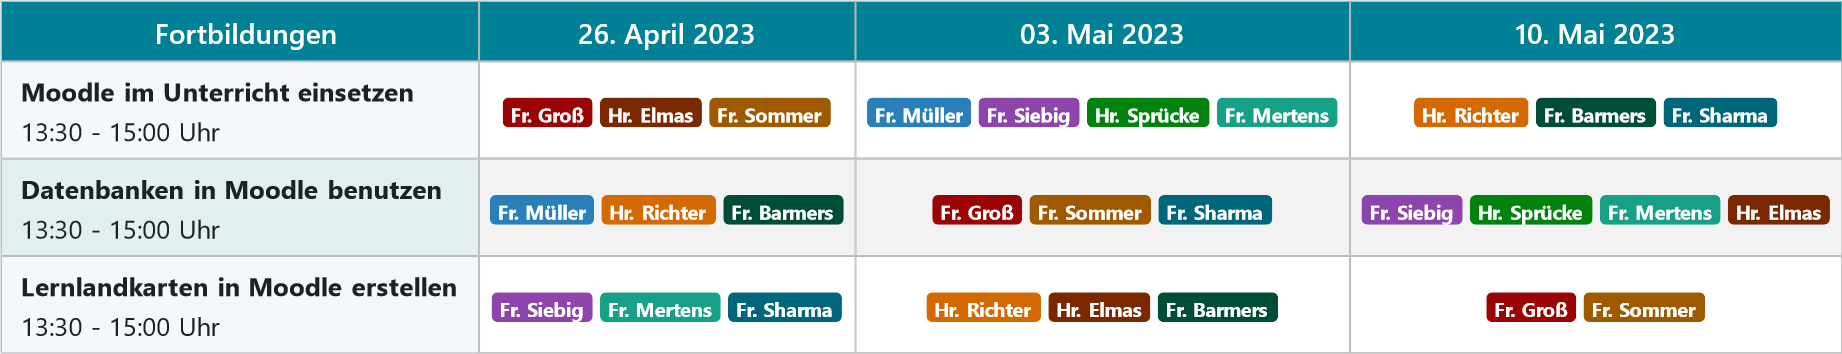 Fortbildungen 26. April 2023 03. Mai 2023 10. Mai 2023
Moodle im Unterricht einsetzen
13:30 - 15:00 Uhr
Fr. Groß Hr. Elmas Fr. Sommer
Fr. Müller Fr. Siebig Hr. Sprücke Fr. Mertens
Hr. Richter Fr. Barmers Fr. Sharma
Datenbanken in Moodle benutzen
13:30 - 15:00 Uhr
Fr. Müller Hr. Richter Fr. Barmers
Fr. Groß Fr. Sommer Fr. Sharma
Fr. Siebig Hr. Sprücke Fr. Mertens Hr. Elmas
Lernlandkarten in Moodle erstellen
13:30 - 15:00 Uhr
Fr. Siebig Fr. Mertens Fr. Sharma
Hr. Richter Hr. Elmas Fr. Barmers
Fr. Groß Fr. Sommer